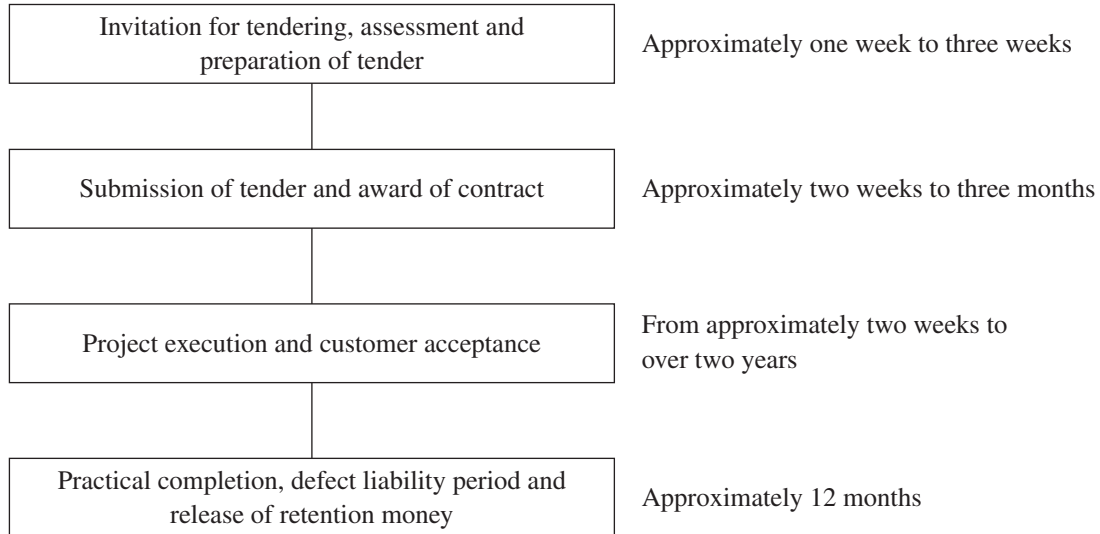 Invitation for tendering, assessment and
preparation of tender
Approximately one week to three weeks
Submission of tender and award of contract
Approximately two weeks to three months
Project execution and customer acceptance
From approximately two weeks to
over two years
Practical completion, defect liability period and
release of retention money
Approximately 12 months